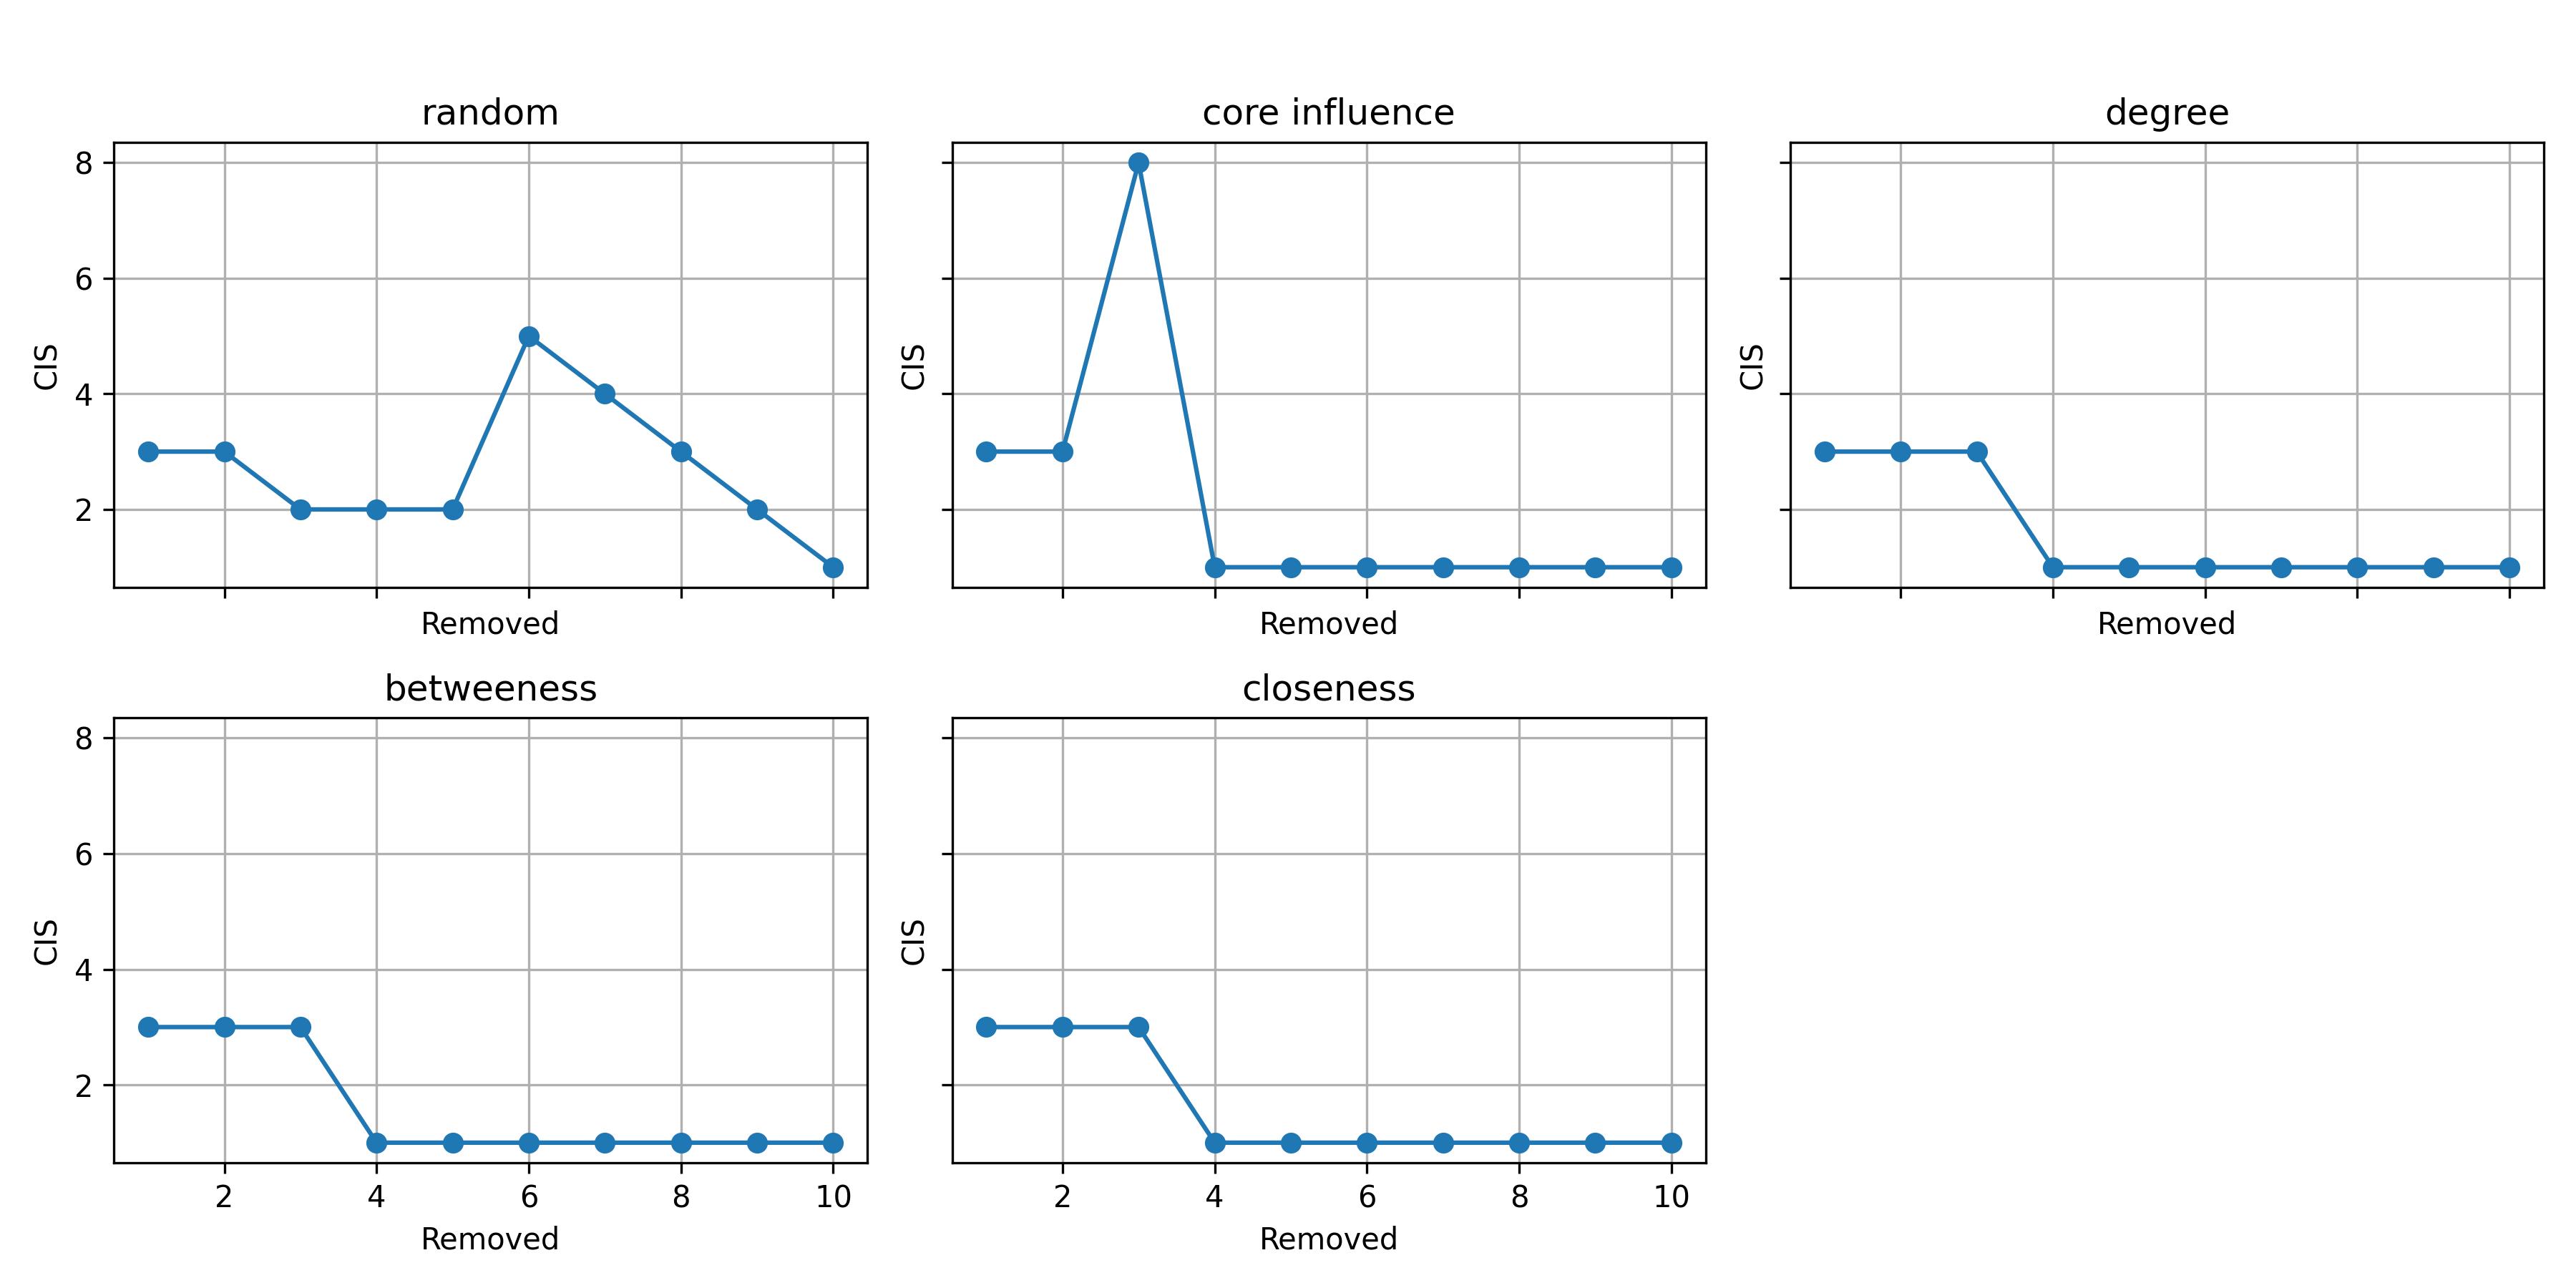 random
core influence
degree
8
6
4
2
CIS
CIS
CIS
Removed
Removed
Removed
betweeness
closeness
8
6
4
2
CIS
CIS
2 4 6 8 10
2 4 6 8 10
Removed
Removed